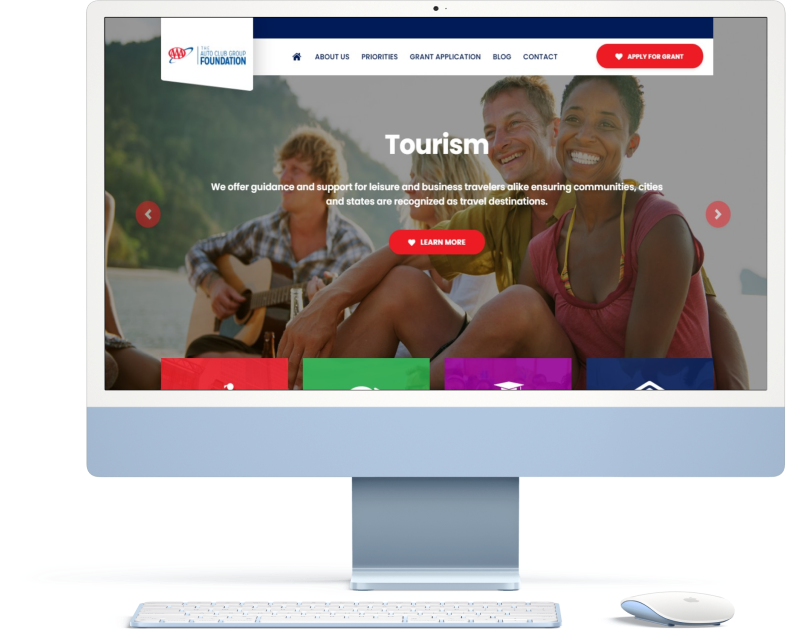 AAA
THE
AUTO CLUB GROUP
FOUNDATION
ABOUT US PRIORITIES GRANT APPLICATION BLOG CONTACT
APPLY FOR GRANT
Tourism
We offer guidance and support for leisure and business travelers alike ensuring communities, cities
and states are recognized as travel destinations.
LEARN MORE